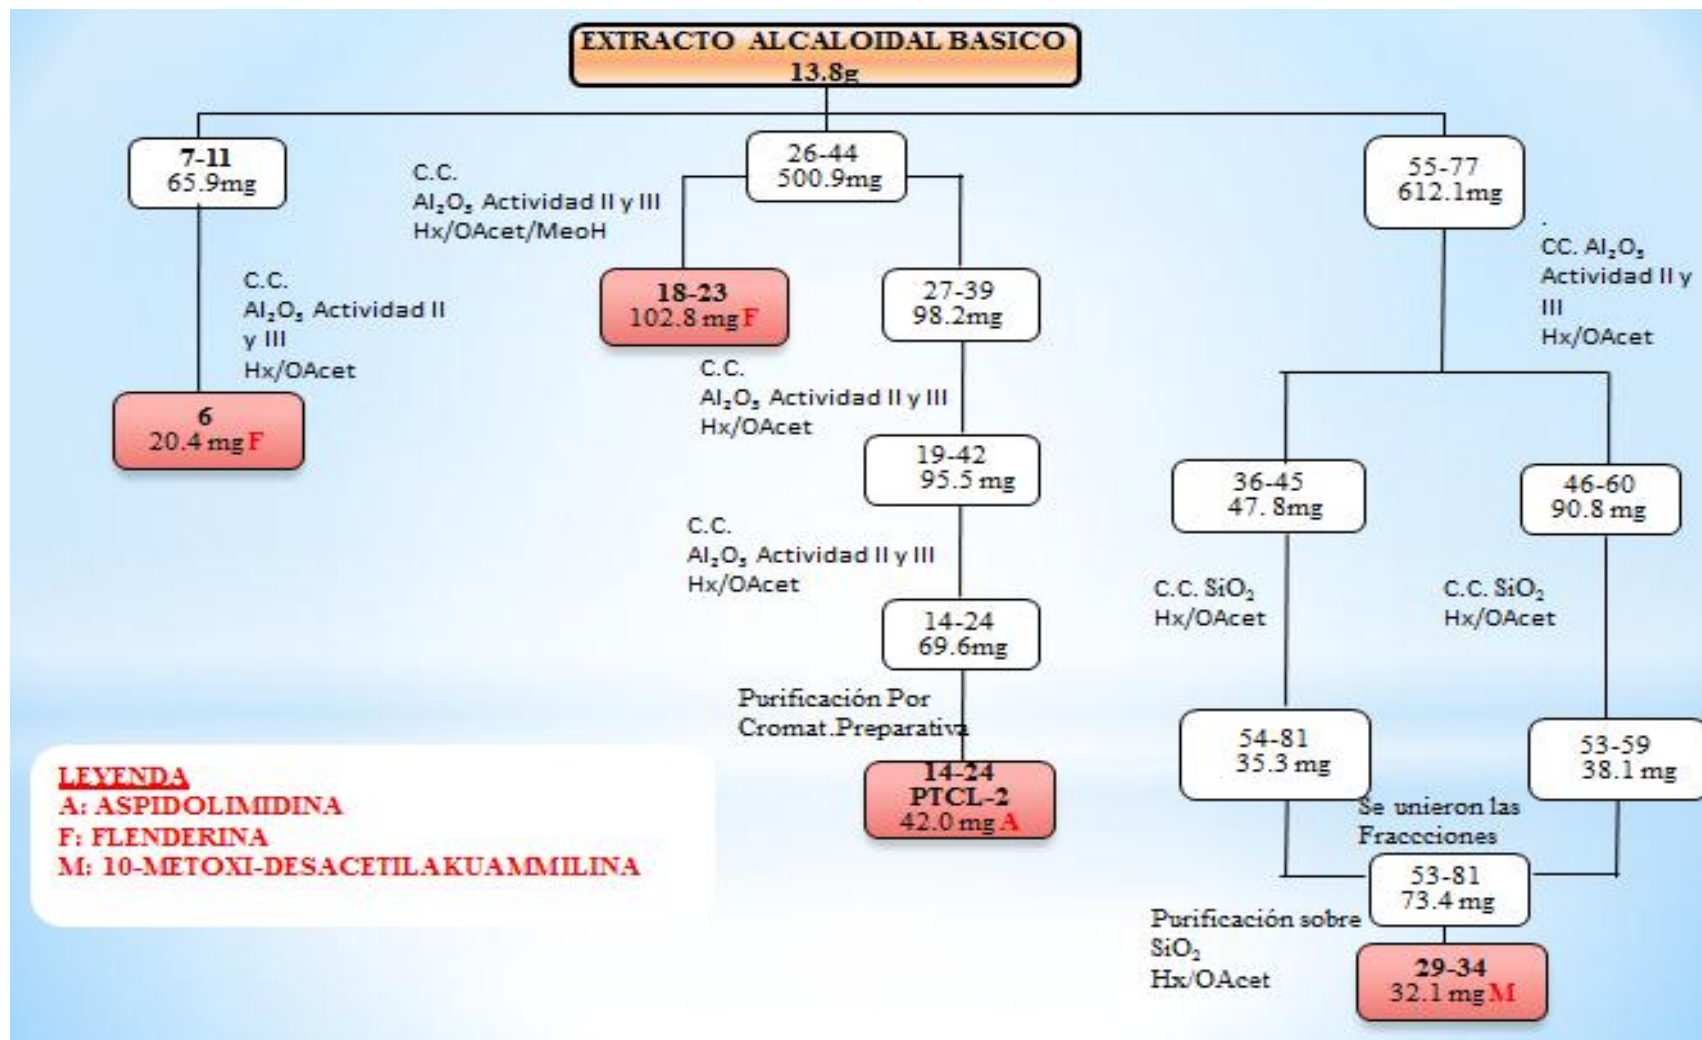 EXTRACTO ALCALOIDAL BASICO
13.8g
7-11
65.9mg
C.C.
Al₂O₃ Actividad II y III
Hx/OAcet/MeoH
26-44
500.9mg
55-77
612.1mg
.
CC. Al₂O₃
Actividad II y
III
Hx/OAcet
C.C.
Al₂O₃ Actividad II
y III
Hx/OAcet
18-23
102.8 mg F
27-39
98.2mg
6
20.4 mg F
C.C.
Al₂O₃ Actividad II y III
Hx/OAcet
19-42
95.5 mg
36-45
47. 8mg
46-60
90.8 mg
C.C.
Al₂O₃ Actividad II y III
Hx/OAcet
C.C. SiO₂
Hx/OAcet
C.C. SiO₂
Hx/OAcet
14-24
69.6mg
Purificación Por
Cromat.Preparativa
54-81
35.3 mg
53-59
38.1 mg
14-24
PTCL-2
42.0 mg A
Se unieron las
Fraccciones
53-81
73.4 mg
Purificación sobre
SiO₂
Hx/OAcet
29-34
32.1 mg M
LEYENDA
A: ASPIDOLIMIDINA
F: FLENDERINA
M: 10-METOXI-DESACETILAKUAMMILINA